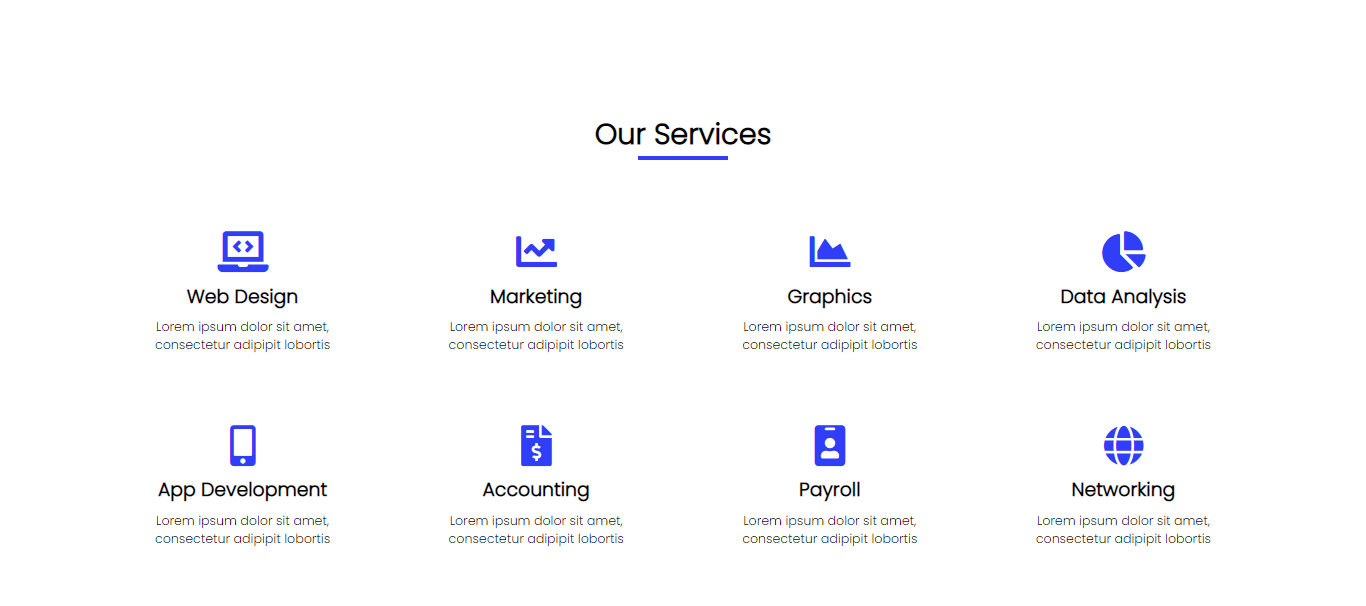 Our Services
Web Design
Lorem ipsum dolor sit amet,
consectetur adipipit lobortis
Marketing
Lorem ipsum dolor sit amet,
consectetur adipipit lobortis
Graphics
Lorem ipsum dolor sit amet,
consectetur adipipit lobortis
Data Analysis
Lorem ipsum dolor sit amet,
consectetur adipipit lobortis
App Development
Lorem ipsum dolor sit amet,
consectetur adipipit lobortis
$
Accounting
Lorem ipsum dolor sit amet,
consectetur adipipit lobortis
Payroll
Lorem ipsum dolor sit amet,
consectetur adipipit lobortis
Networking
Lorem ipsum dolor sit amet,
consectetur adipipit lobortis